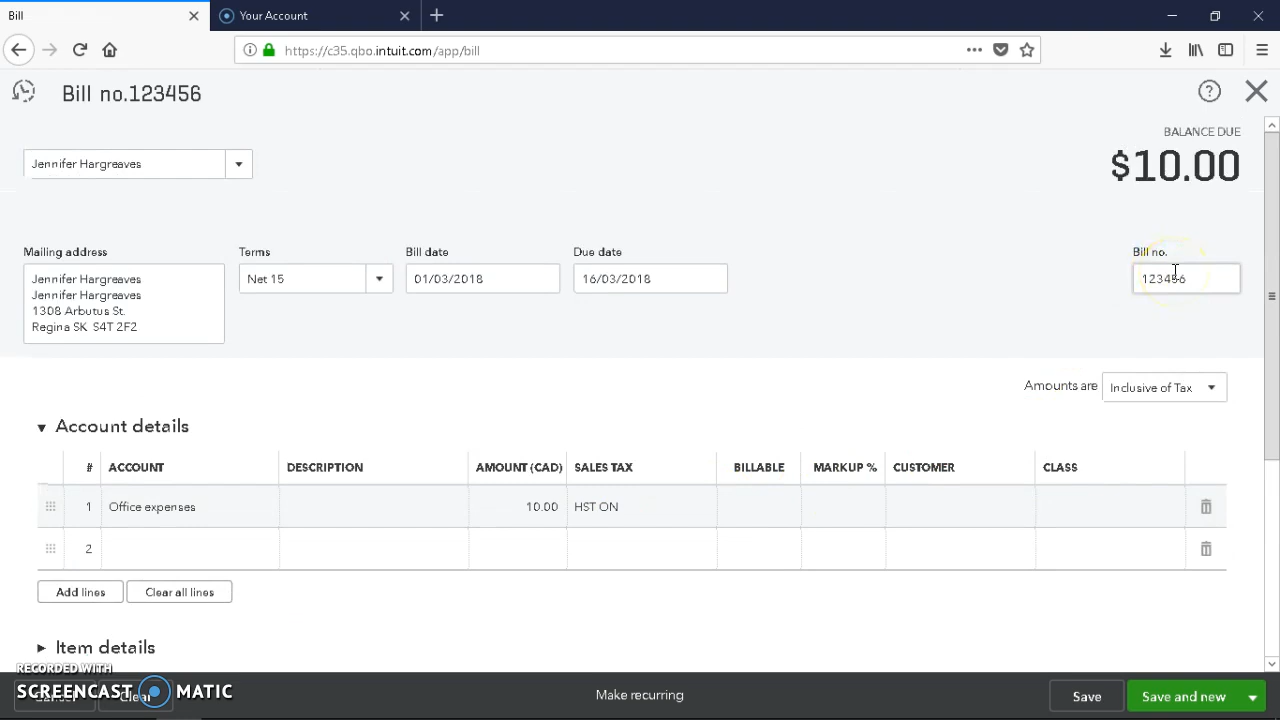 Bill
Your Account
https://c35.qbo.intuit.com/app/bill
Bill no.123456
BALANCE DUE
Jennifer Hargreaves
$10.00
Mailing address
Terms
Bill date
Due date
Bill no.
Jennifer Hargreaves
Jennifer Hargreaves
1308 Arbutus St.
Regina SK S4T 2F2
Net 15
01/03/2018
16/03/2018
123456
Amounts are
Inclusive of Tax
Account details
# ACCOUNT DESCRIPTION AMOUNT (CAD) SALES TAX BILLABLE MARKUP % CUSTOMER CLASS
1 Office expenses 10.00 HST ON
2
Add lines
Clear all lines
Item details
RECORDED WITH
SCREENCAST MATIC
Cancel
Clear
Make recurring
Save
Save and new